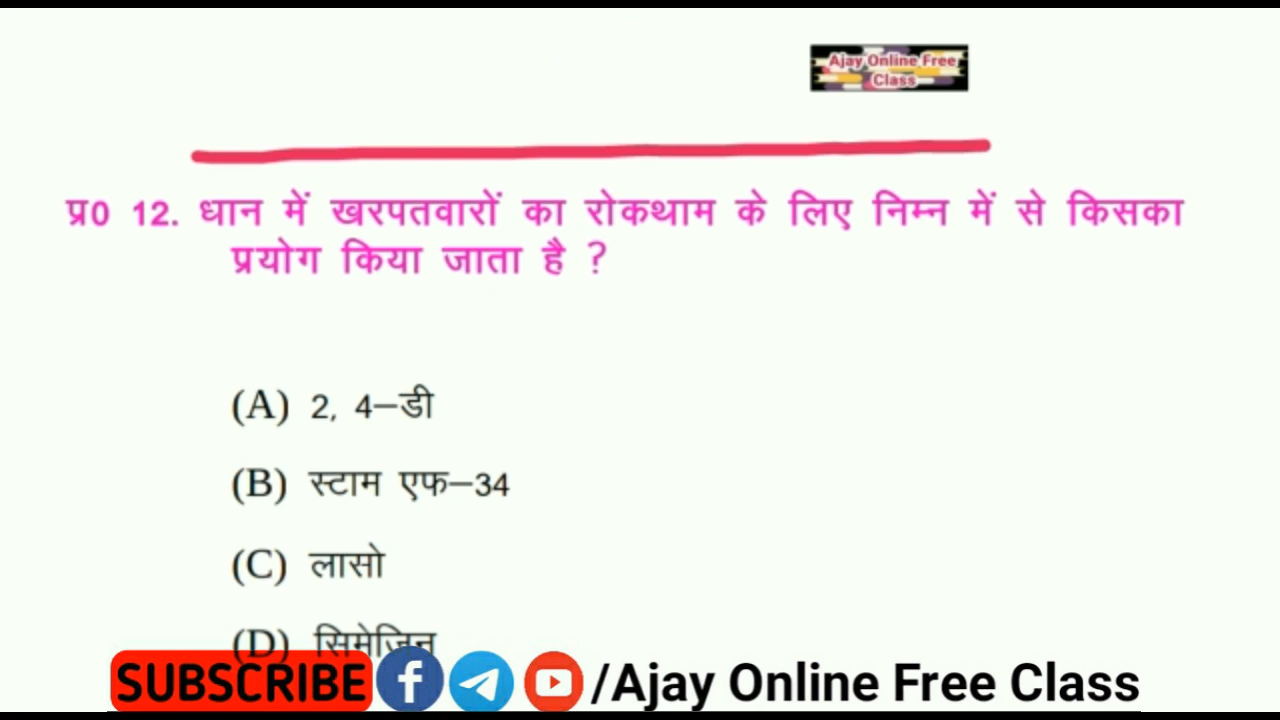 Ajay Online Free
Class
प्र0 12. धान में खरपतवारों का रोकथाम के लिए निम्न में से किसका
प्रयोग किया जाता है ?
(A) 2, 4–डी
(B) स्टाम एफ–34
(C) लासो
(D) सिमेजिन
SUBSCRIBE /Ajay Online Free Class